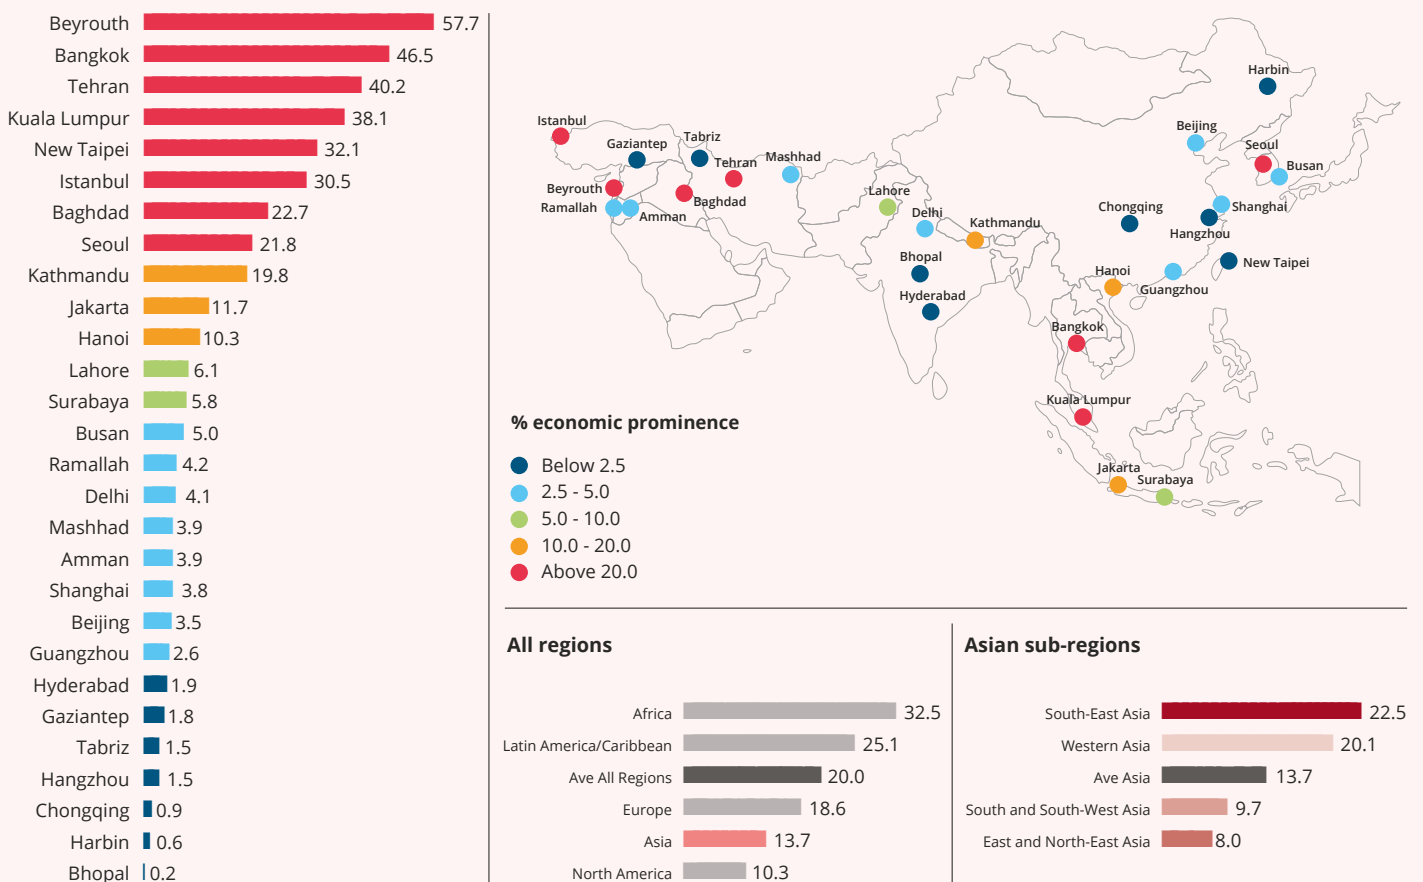 Beyrouth 57.7
Bangkok 46.5
Tehran 40.2
Kuala Lumpur 38.1
New Taipei 32.1
Istanbul 30.5
Baghdad 22.7
Seoul 21.8
Kathmandu 19.8
Jakarta 11.7
Hanoi 10.3
Lahore 6.1
Surabaya 5.8
Busan 5.0
Ramallah 4.2
Delhi 4.1
Mashhad 3.9
Amman 3.9
Shanghai 3.8
Beijing 3.5
Guangzhou 2.6
Hyderabad 1.9
Gaziantep 1.8
Tabriz 1.5
Hangzhou 1.5
Chongqing 0.9
Harbin 0.6
Bhopal 0.2
Harbin
Istanbul
Beijing
Gaziantep
Tabriz
Seoul
Tehran
Mashhad
Busan
Beyrouth
Lahore
Baghdad
Ramallah
Amman
Delhi
Kathmandu
Chongqing
Shanghai
Hangzhou
Bhopal
New Taipei
Hanoi
Guangzhou
Hyderabad
Bangkok
Kuala Lumpur
Jakarta
Surabaya
% economic prominence
Below 2.5
2.5 - 5.0
5.0 - 10.0
10.0 - 20.0
Above 20.0
All regions
Africa 32.5
Latin America/Caribbean 25.1
Ave All Regions 20.0
Europe 18.6
Asia 13.7
North America 10.3
Asian sub-regions
South-East Asia 22.5
Western Asia 20.1
Ave Asia 13.7
South and South-West Asia 9.7
East and North-East Asia 8.0